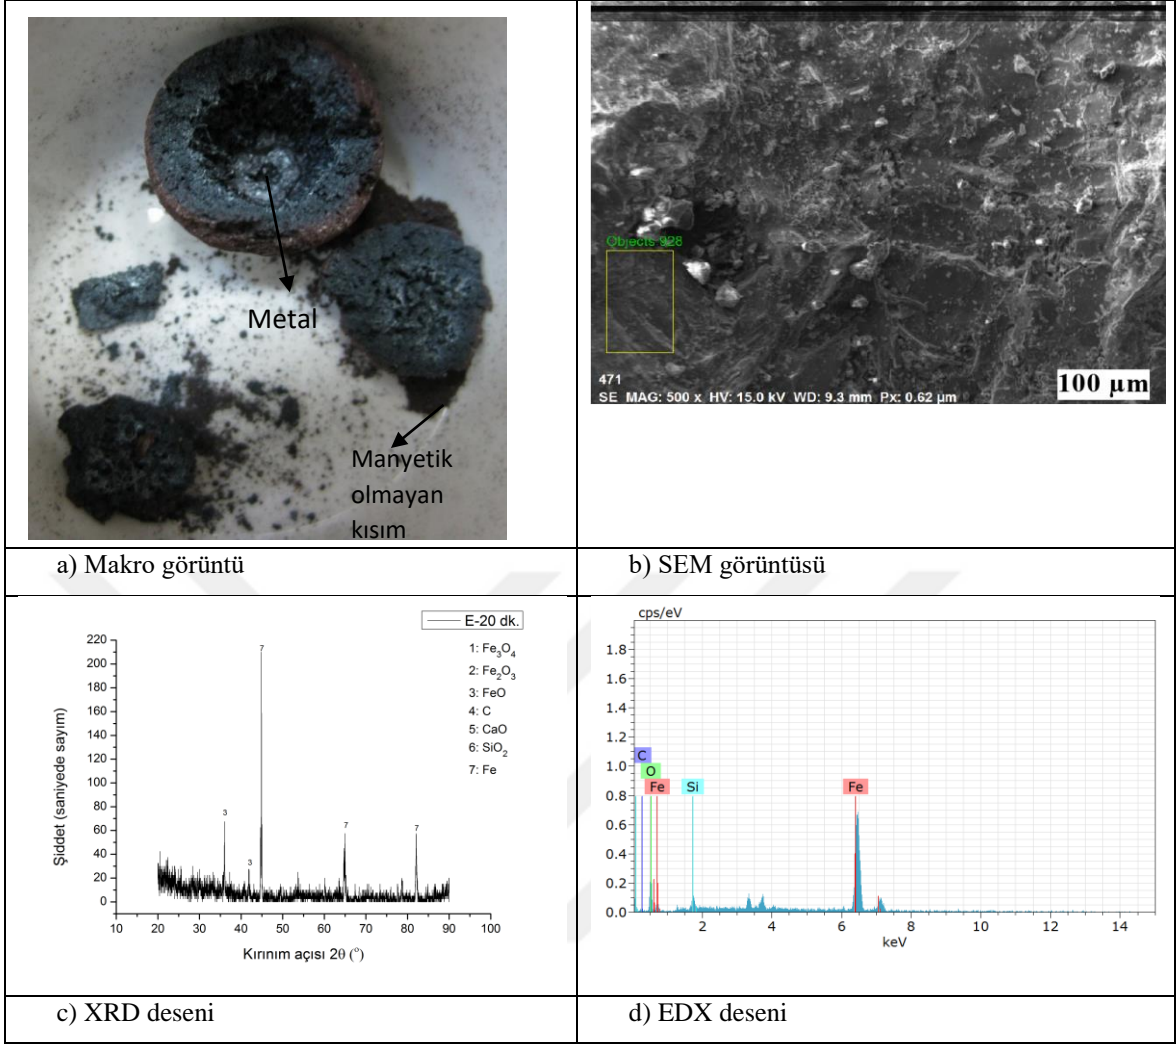 Metal
Manyetik
olmayan
kısım
Objects 928
471
SE MAG: 500 x HV: 15.0 kV WD: 9.3 mm Px: 0.62 µm
100 µm
a) Makro görüntü
b) SEM görüntüsü
E-20 dk.
1: Fe3O4
2: Fe2O3
3: FeO
4: C
5: CaO
6: SiO2
7: Fe
220
200
180
160
140
120
100
80
60
40
20
0
Şiddet (saniyede sayım)
3
3
7
7
7
10 20 30 40 50 60 70 80 90 100
Kırınım açısı 2θ (°)
cps/eV
1.8
1.6
1.4
1.2
1.0
0.8
0.6
0.4
0.2
0.0
C
O
Fe
Si
Fe
2 4 6 8 10 12 14
keV
c) XRD deseni
d) EDX deseni